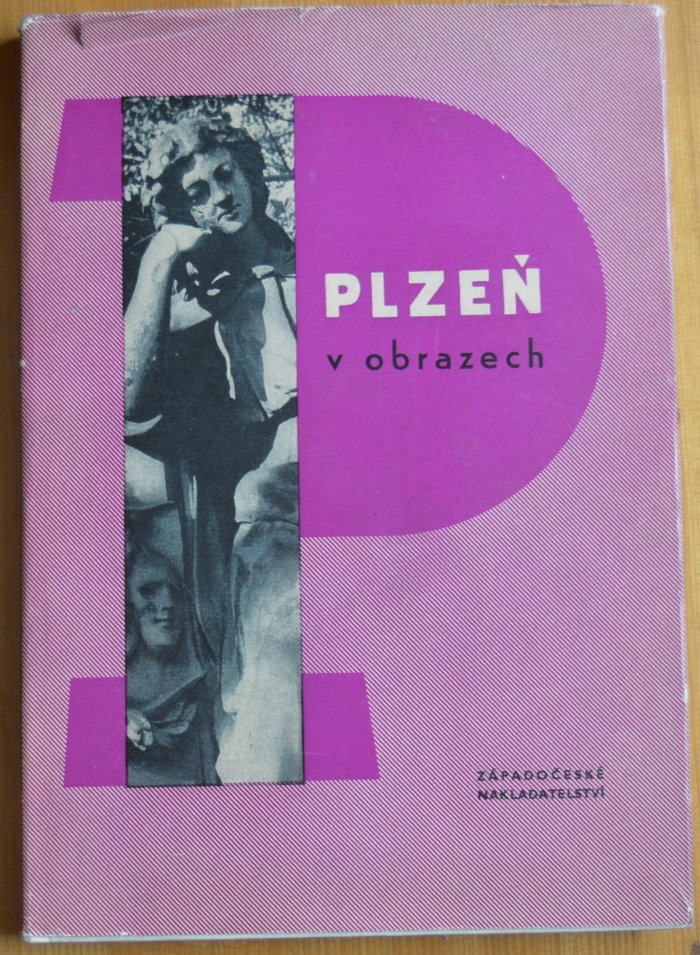 PLZEŇ
v obrazech
ZÁPADOČESKÉ
NAKLADATELSTVÍ